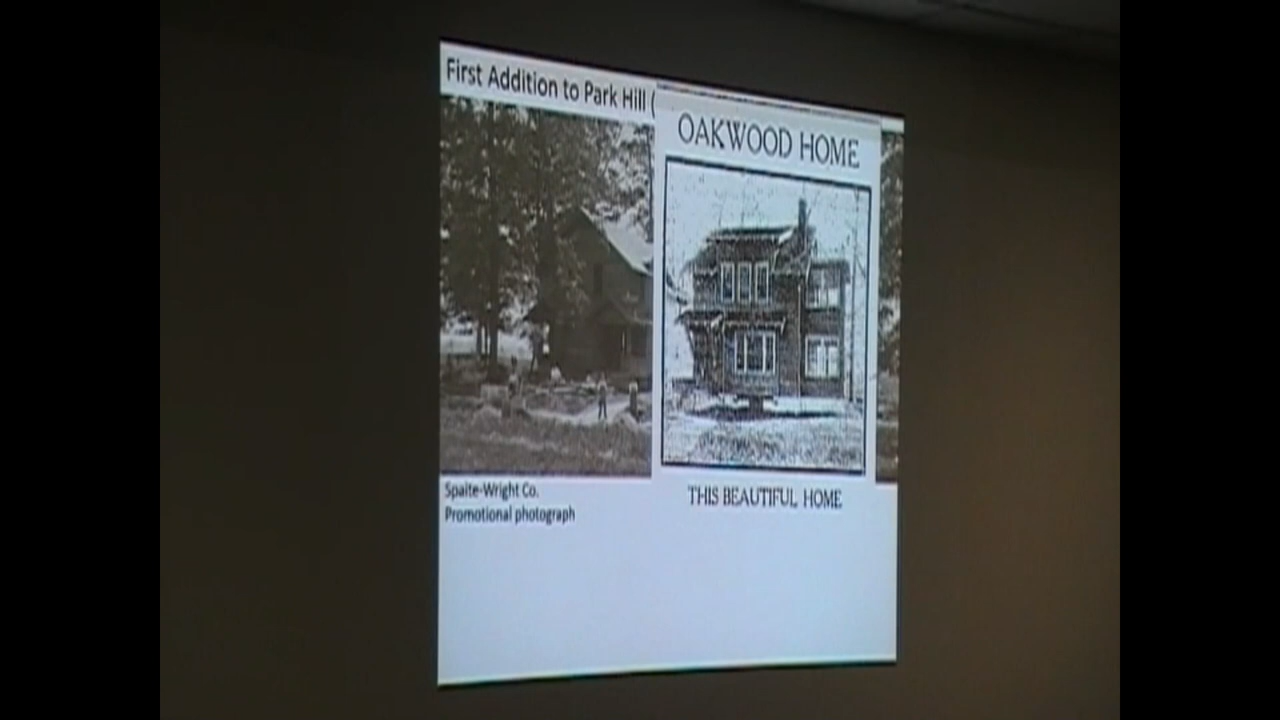 First Addition to Park Hill (
OAKWOOD HOME
Spaite-Wright Co.
Promotional photograph
THIS BEAUTIFUL HOME